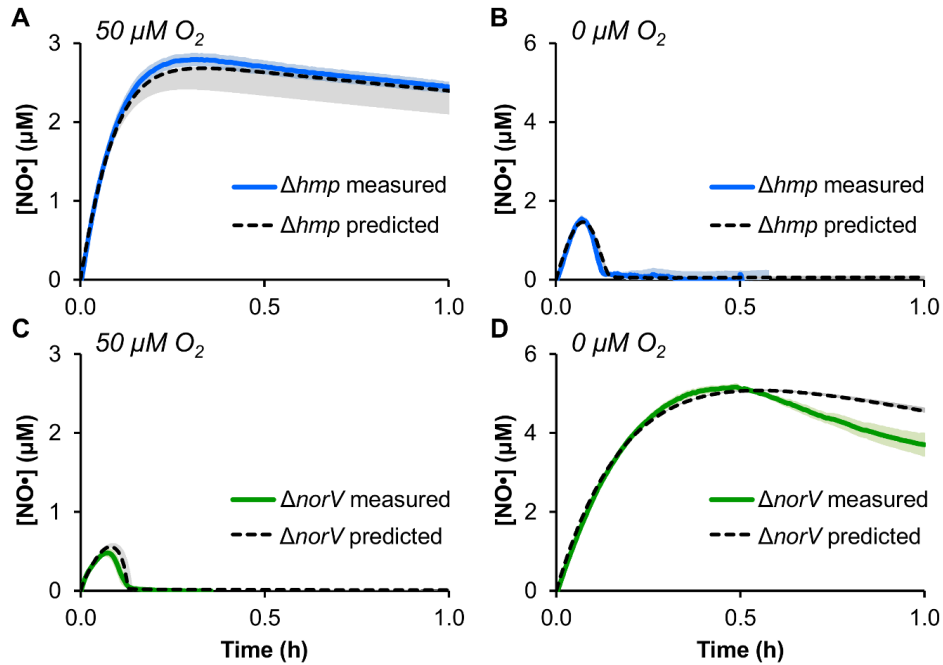 A
50 µM O2
[NO•] (µM)
3
2
1
0
0.0
0.5
1.0
Δhmp measured
Δhmp predicted
B
0 µM O2
[NO•] (µM)
6
4
2
0
0.0
0.5
1.0
Δhmp measured
Δhmp predicted
C
50 µM O2
[NO•] (µM)
3
2
1
0
0.0
0.5
1.0
Time (h)
ΔnorV measured
ΔnorV predicted
D
0 µM O2
[NO•] (µM)
6
4
2
0
0.0
0.5
1.0
Time (h)
ΔnorV measured
ΔnorV predicted